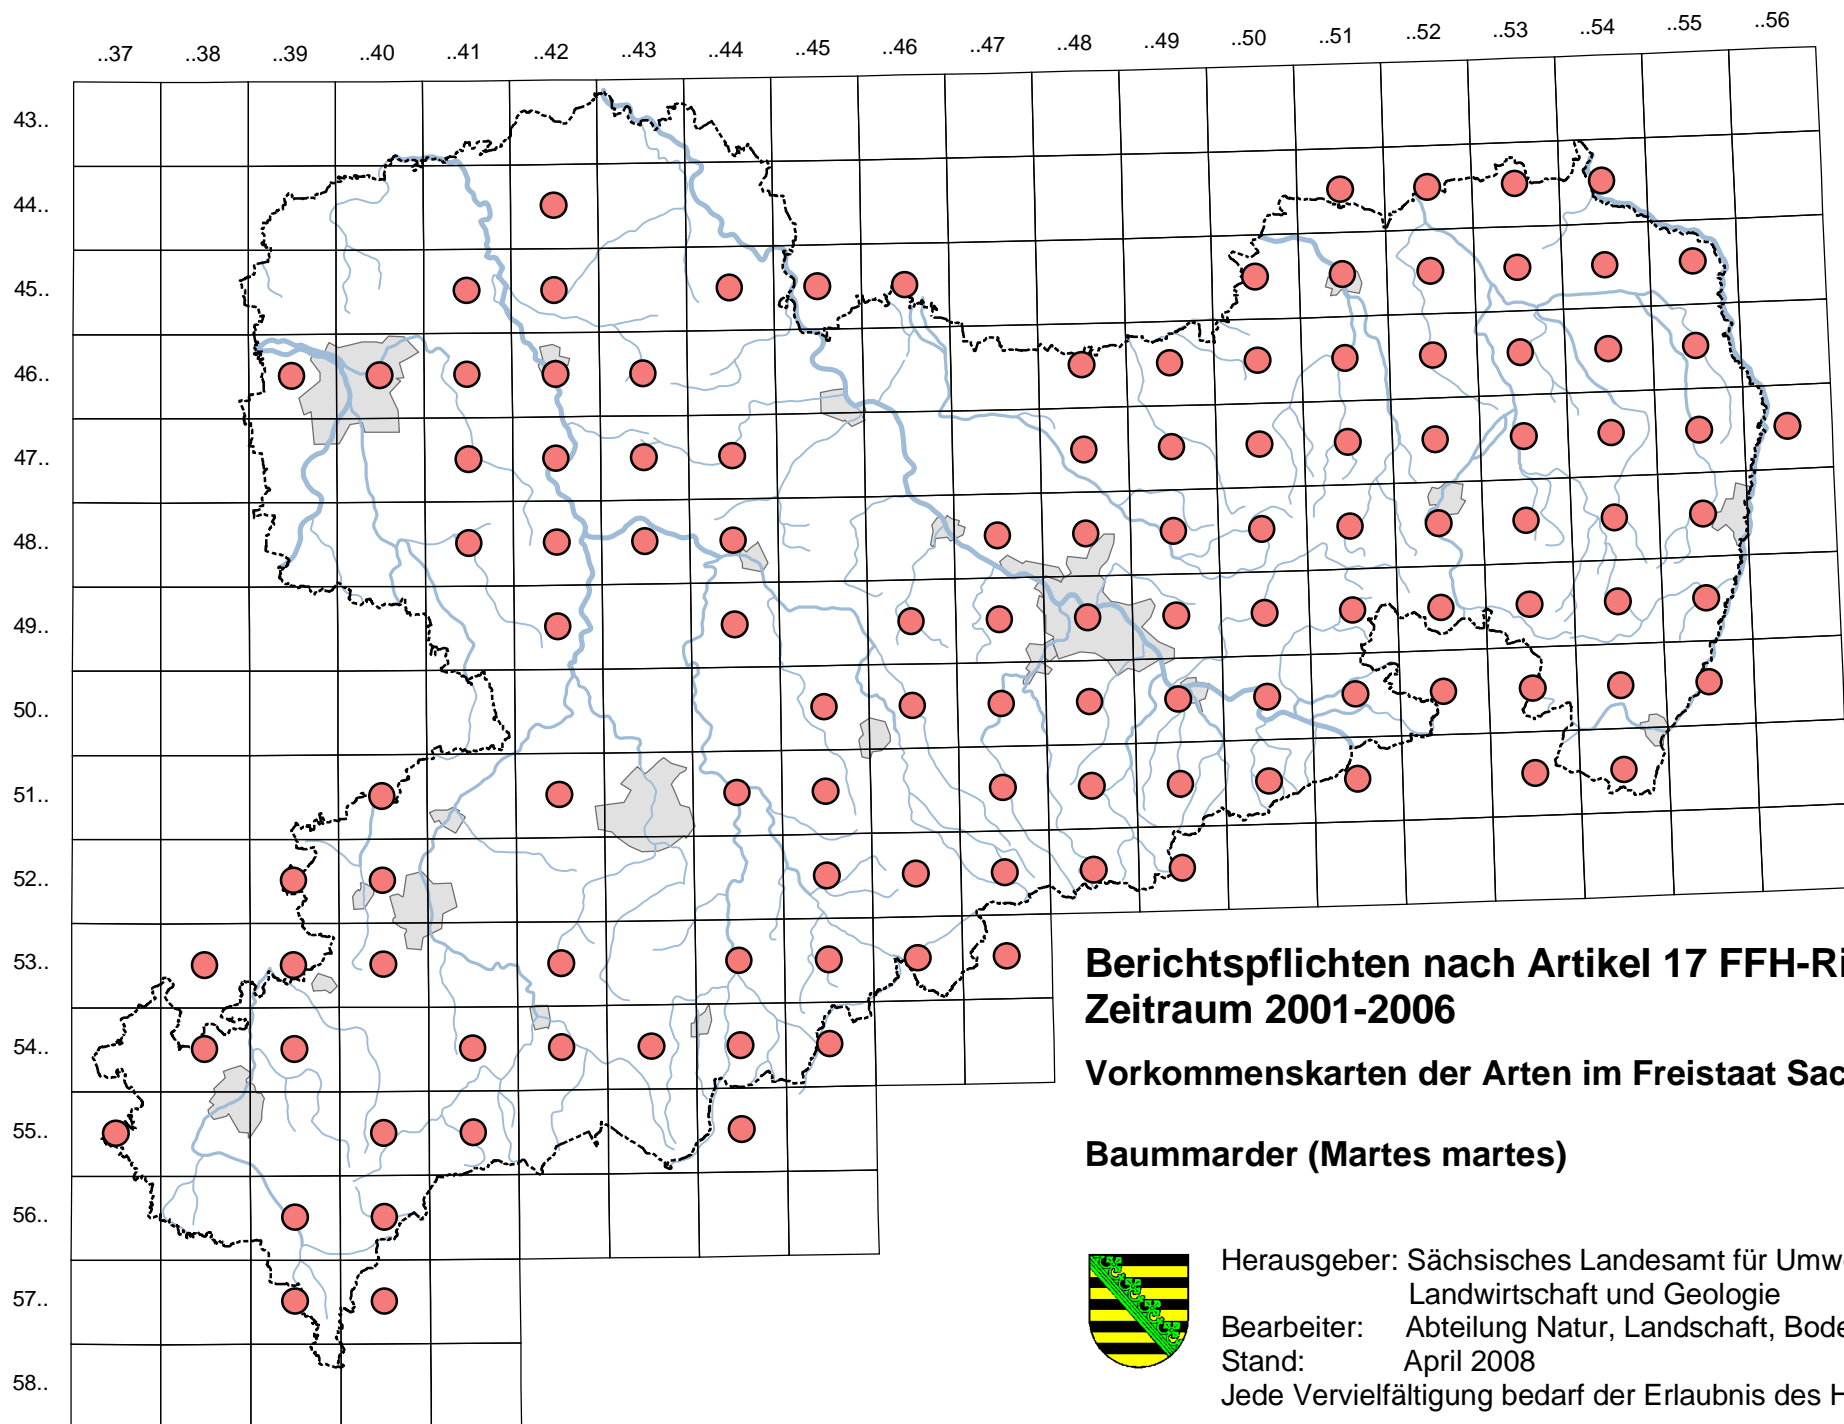 ..37 ..38 ..39 ..40 ..41 ..42 ..43 ..44 ..45 ..46 ..47 ..48 ..49 ..50 ..51 ..52 ..53 ..54 ..55 ..56
43..
44..
45..
46..
47..
48..
49..
50..
51..
52..
53..
54..
55..
56..
57..
58..
Berichtspflichten nach Artikel 17 FFH-Ri
Zeitraum 2001-2006
Vorkommenskarten der Arten im Freistaat Sac
Baummarder (Martes martes)
Herausgeber: Sächsisches Landesamt für Umwe
Landwirtschaft und Geologie
Bearbeiter: Abteilung Natur, Landschaft, Bode
Stand: April 2008
Jede Vervielfältigung bedarf der Erlaubnis des H